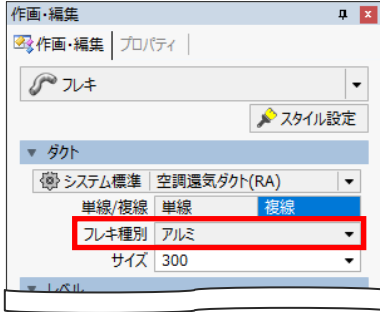 作画・編集
作画・編集 プロパティ
フレキ
スタイル設定
ダクト
システム標準 空調還気ダクト(RA)
単線/複線 単線 複線
フレキ種別 アルミ
サイズ 300
レベル